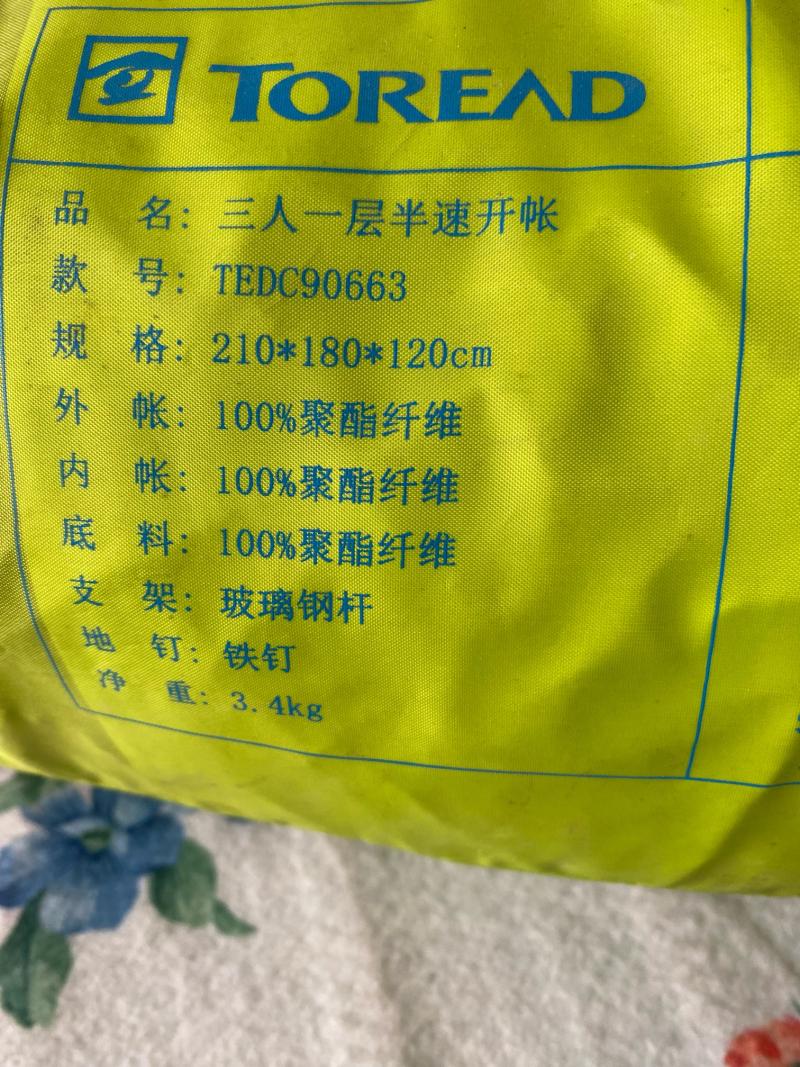 TOREAD
品 名: 三人一层半速开帐
款 号: TEDC90663
规 格: 210*180*120cm
外 帐: 100%聚酯纤维
内 帐: 100%聚酯纤维
底 料: 100%聚酯纤维
支 架: 玻璃钢杆
地 钉: 铁钉
净 重: 3.4kg